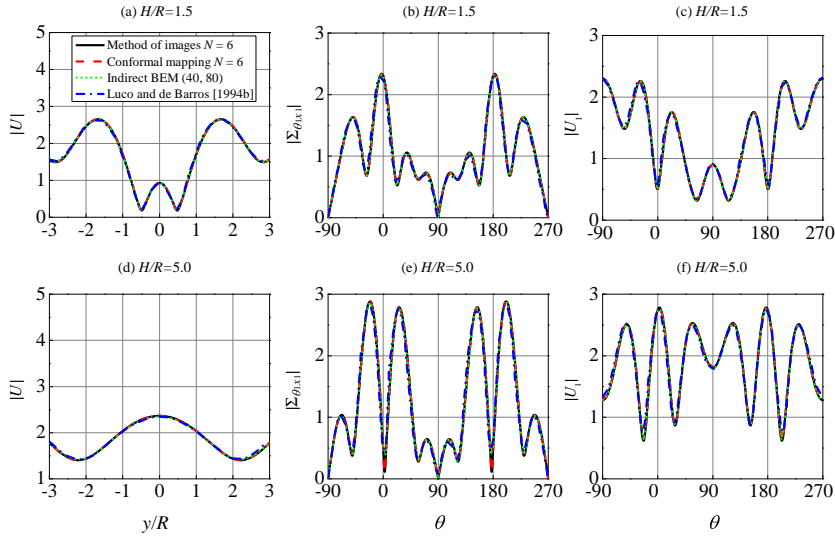 (a) H/R=1.5
(b) H/R=1.5
(c) H/R=1.5
Method of images N = 6
Conformal mapping N = 6
Indirect BEM (40, 80)
Luco and de Barros [1994b]
|U|
5
4
3
2
1
0
-3 -2 -1 0 1 2 3
|Σθ1x1|
3
2
1
0
-90 0 90 180 270
|U1|
3
2
1
0
-90 0 90 180 270
(d) H/R=5.0
(e) H/R=5.0
(f) H/R=5.0
|U|
5
4
3
2
1
-3 -2 -1 0 1 2 3
y/R
|Σθ1x1|
3
2
1
0
-90 0 90 180 270
θ
|U1|
3
2
1
0
-90 0 90 180 270
θ